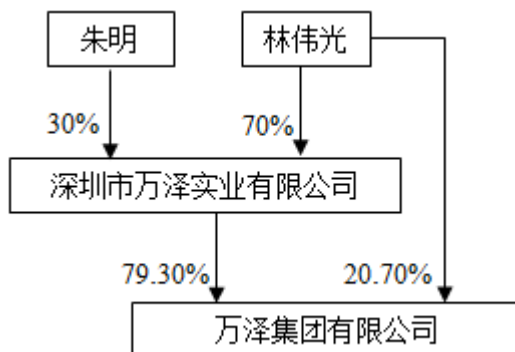 朱明
林伟光
30%
70%
深圳市万泽实业有限公司
79.30%
20.70%
万泽集团有限公司